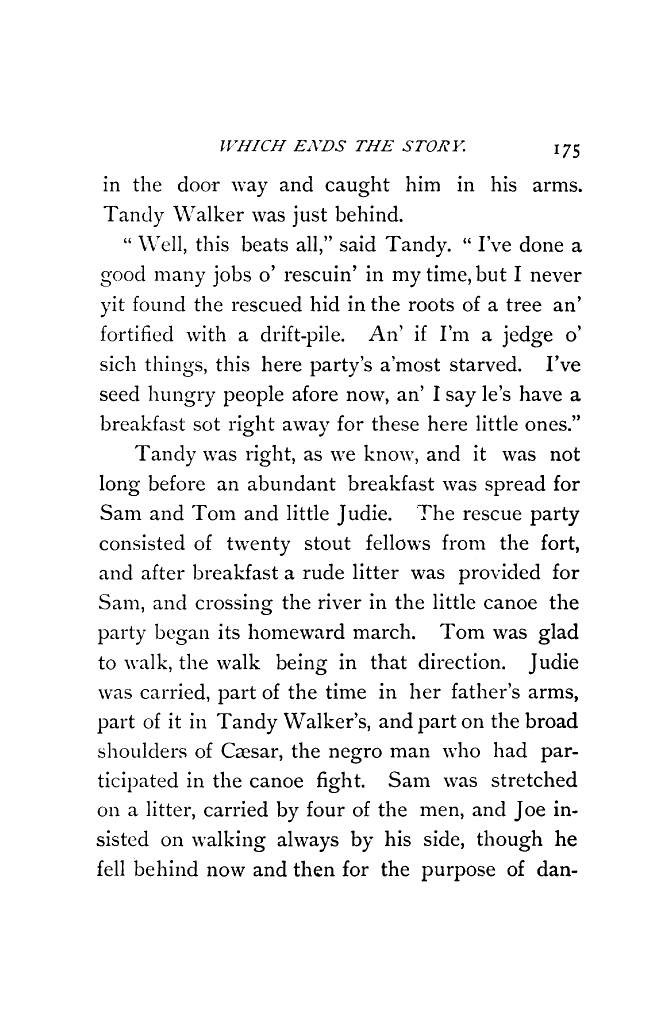 WHICH ENDS THE STORY. 175
in the door way and caught him in his arms.
Tandy Walker was just behind.
“ Well, this beats all,” said Tandy. “ I've done a
good many jobs o' rescuin' in my time, but I never
yit found the rescued hid in the roots of a tree an'
fortified with a drift-pile. An' if I'm a jedge o'
sich things, this here party's a'most starved. I've
seed hungry people afore now, an' I say le's have a
breakfast sot right away for these here little ones.”
Tandy was right, as we know, and it was not
long before an abundant breakfast was spread for
Sam and Tom and little Judie. The rescue party
consisted of twenty stout fellows from the fort,
and after breakfast a rude litter was provided for
Sam, and crossing the river in the little canoe the
party began its homeward march. Tom was glad
to walk, the walk being in that direction. Judie
was carried, part of the time in her father's arms,
part of it in Tandy Walker's, and part on the broad
shoulders of Cæsar, the negro man who had par-
ticipated in the canoe fight. Sam was stretched
on a litter, carried by four of the men, and Joe in-
sisted on walking always by his side, though he
fell behind now and then for the purpose of dan-